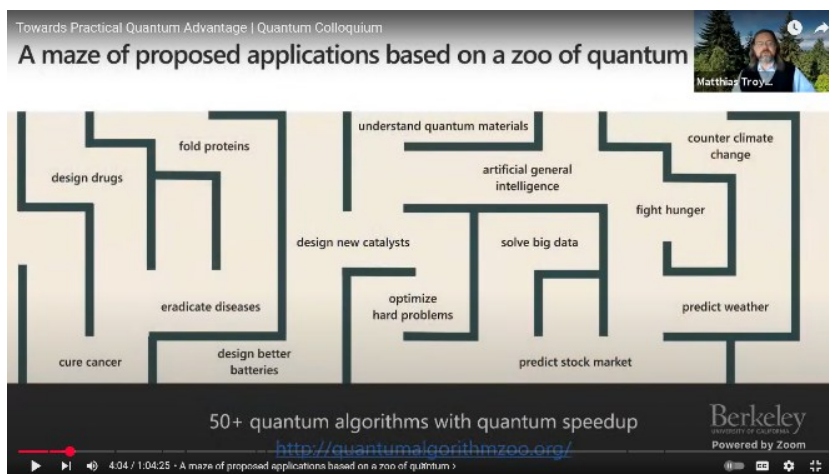 Towards Practical Quantum Advantage | Quantum Colloquium
A maze of proposed applications based on a zoo of quantum
Matthias Troy...
understand quantum materials
fold proteins
counter climate
change
design drugs
artificial general
intelligence
fight hunger
design new catalysts
solve big data
eradicate diseases
optimize
hard problems
predict weather
cure cancer
design better
batteries
predict stock market
50+ quantum algorithms with quantum speedup
http://quantumalgorithmzoo.org/
Berkeley
UNIVERSITY OF CALIFORNIA
Powered by Zoom
4:04 / 1:04:25 • A maze of proposed applications based on a zoo of quantum ›
CC